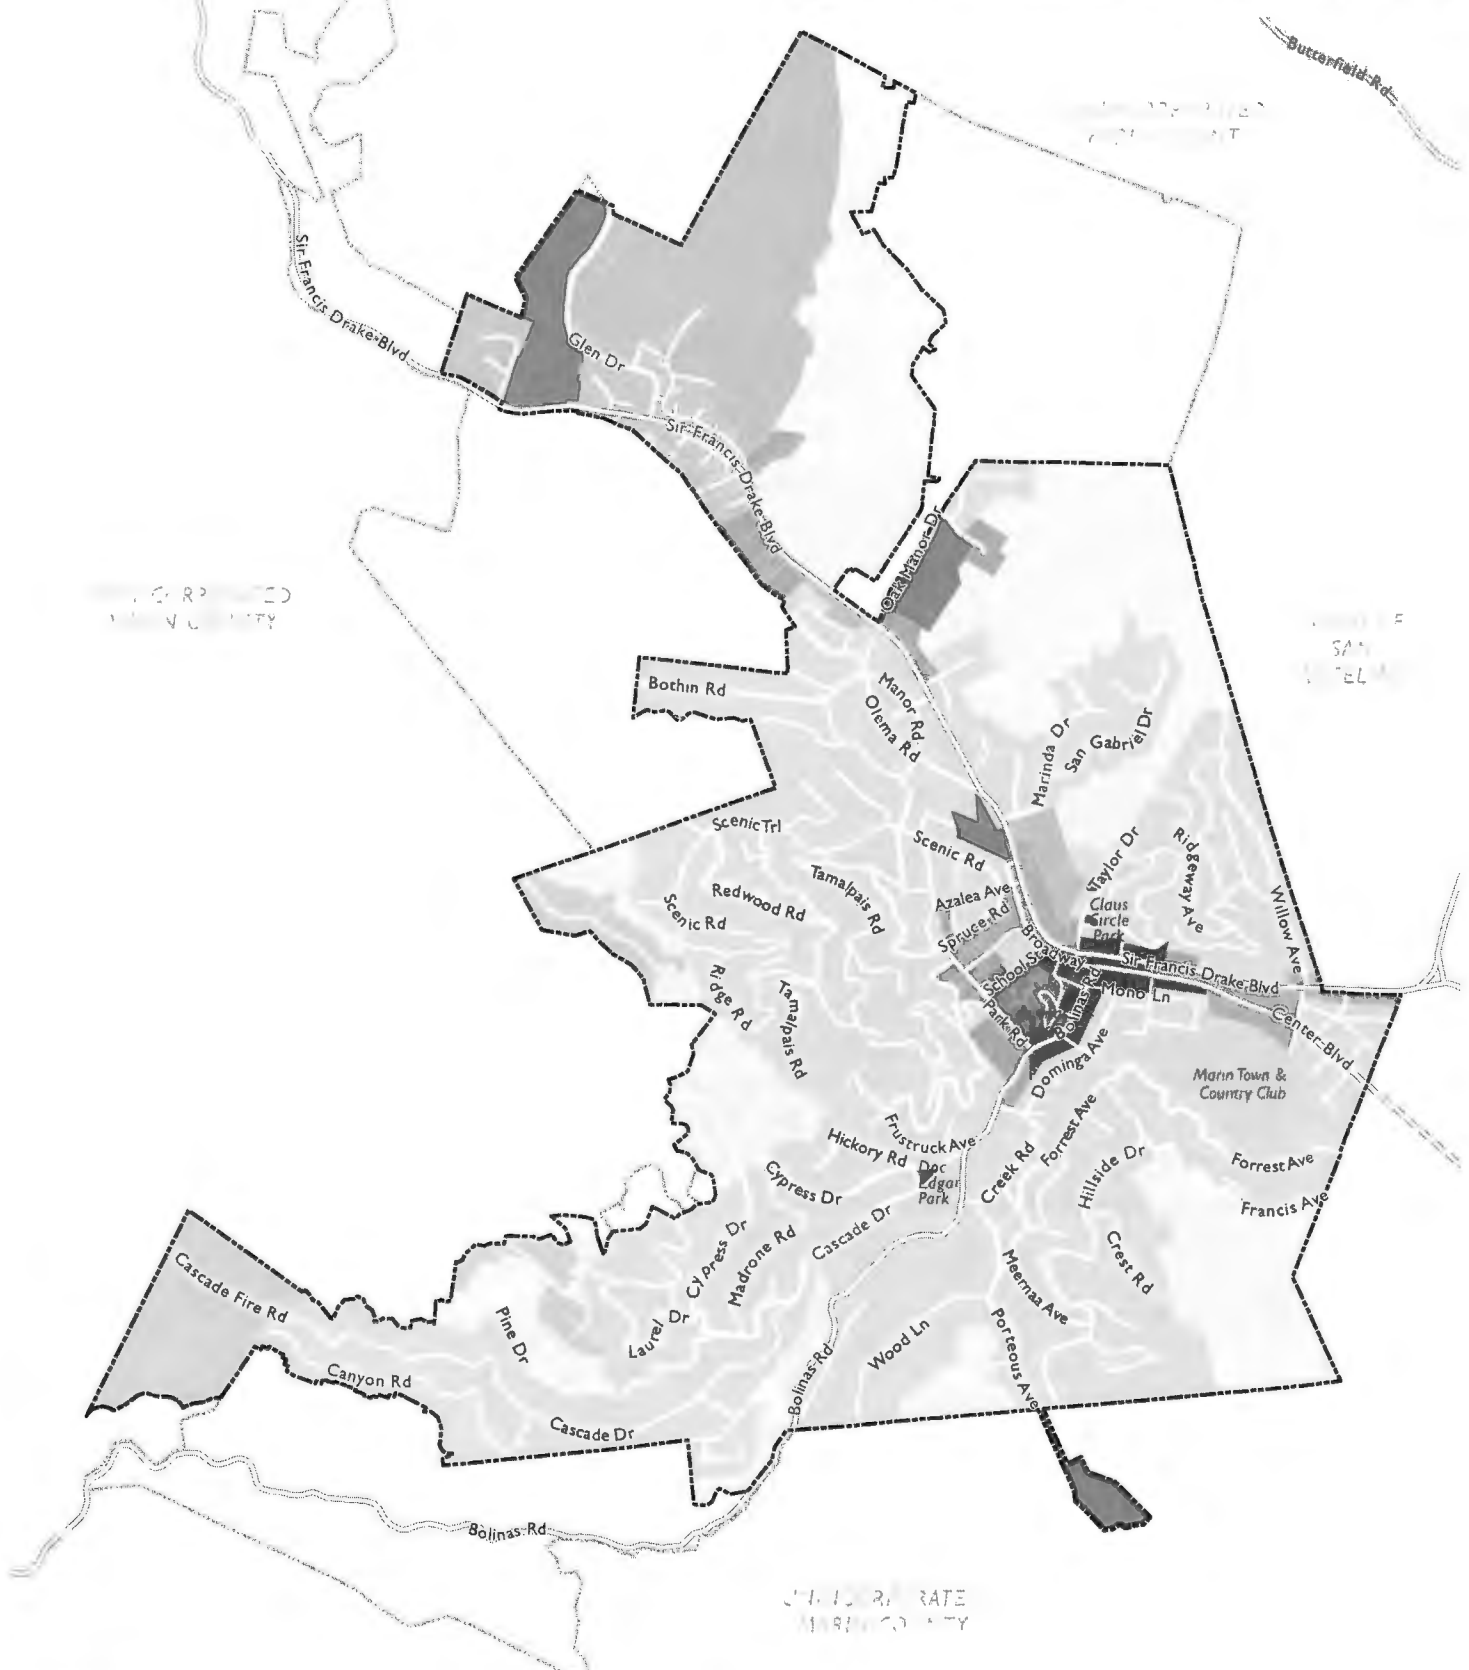 Butterfield Rd
Sir Francis Drake Blvd
Glen Dr
Sir Francis Drake Blvd
Oak Manor Dr
SAN
Bothin Rd
Manor Rd
Olema Rd
Marinda Dr
San Gabriel Dr
Scenic Trl
Scenic Rd
Taylor Dr
Ridgeway Ave
Tamalpais Rd
Redwood Rd
Scenic Rd
Azalea Ave
Spruce Rd
Claus
Circle
Park
Willow Ave
Broadway
School St
Sir Francis Drake Blvd
Mono Ln
Bolinas Rd
Park Rd
Ridge Rd
Tamalpais Rd
Center Blvd
Dominga Ave
Marin Town &
Country Club
Frustruck Ave
Hickory Rd
Doc
Edgar
Park
Creek Rd
Forrest Ave
Hillside Dr
Forrest Ave
Francis Ave
Cypress Dr
Cascade Dr
Cypress Dr
Madrone Rd
Crest Rd
Meernaa Ave
Cascade Fire Rd
Pine Dr
Laurel Dr
Wood Ln
Porteous Ave
Bolinas Rd
Canyon Rd
Cascade Dr
Bolinas Rd